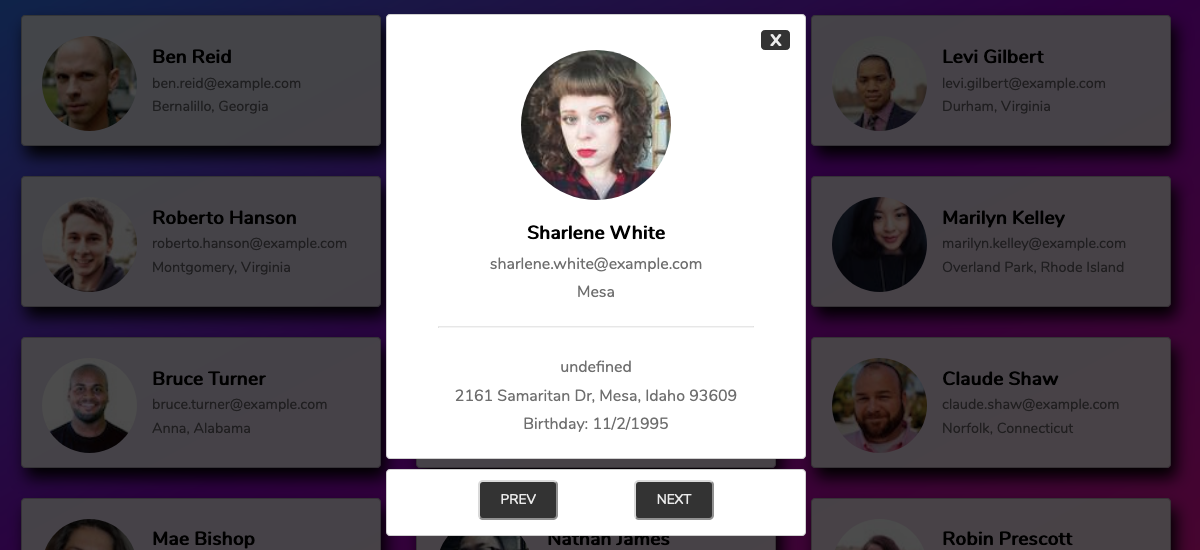 Ben Reid
ben.reid@example.com
Bernalillo, Georgia
Roberto Hanson
roberto.hanson@example.com
Montgomery, Virginia
Bruce Turner
bruce.turner@example.com
Anna, Alabama
Mae Bishop
X
Sharlene White
sharlene.white@example.com
Mesa
undefined
2161 Samaritan Dr, Mesa, Idaho 93609
Birthday: 11/2/1995
PREV
NEXT
Nathan James
Levi Gilbert
levi.gilbert@example.com
Durham, Virginia
Marilyn Kelley
marilyn.kelley@example.com
Overland Park, Rhode Island
Claude Shaw
claude.shaw@example.com
Norfolk, Connecticut
Robin Prescott